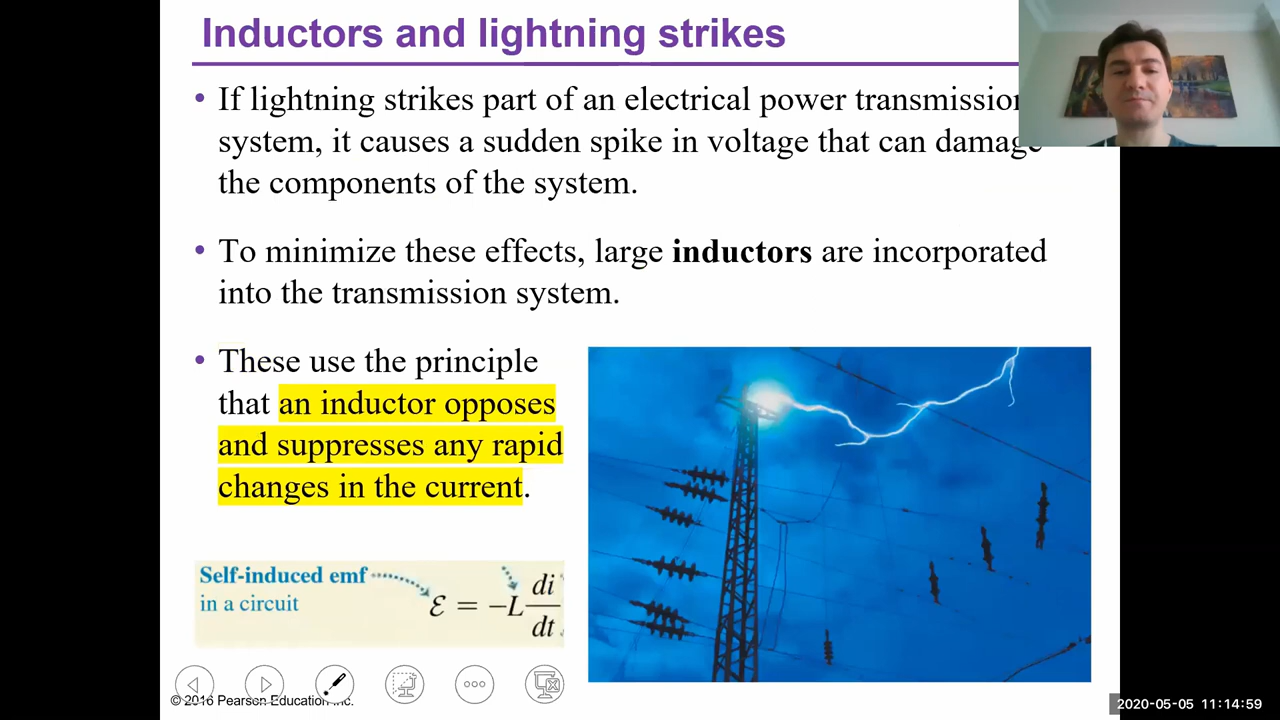 Inductors and lightning strikes
• If lightning strikes part of an electrical power transmission
system, it causes a sudden spike in voltage that can damage
the components of the system.
• To minimize these effects, large inductors are incorporated
into the transmission system.
• These use the principle
that an inductor opposes
and suppresses any rapid
changes in the current.
Self-induced emf
in a circuit
ℰ = −L di/dt
© 2016 Pearson Education Inc.
2020-05-05 11:14:59